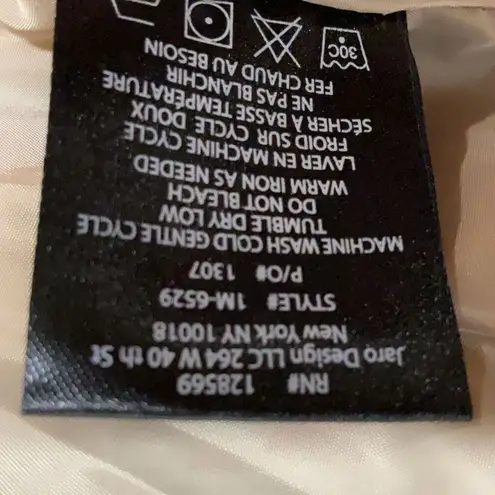 RN# 128569
Jarq Design LLC 264 W 40 th St
New York NY 10018
STYLE# 1M-6529
P/O# 1307
MACHINE WASH COLD GENTLE CYCLE
TUMBLE DRY LOW
DO NOT BLEACH
WARM IRON AS NEEDED
LAVER EN MACHINE CYCLE
FROID SUR CYCLE DOUX
SÉCHER À BASSE TEMPÉRATURE
NE PAS BLANCHIR
FER CHAUD AU BESOIN
30C